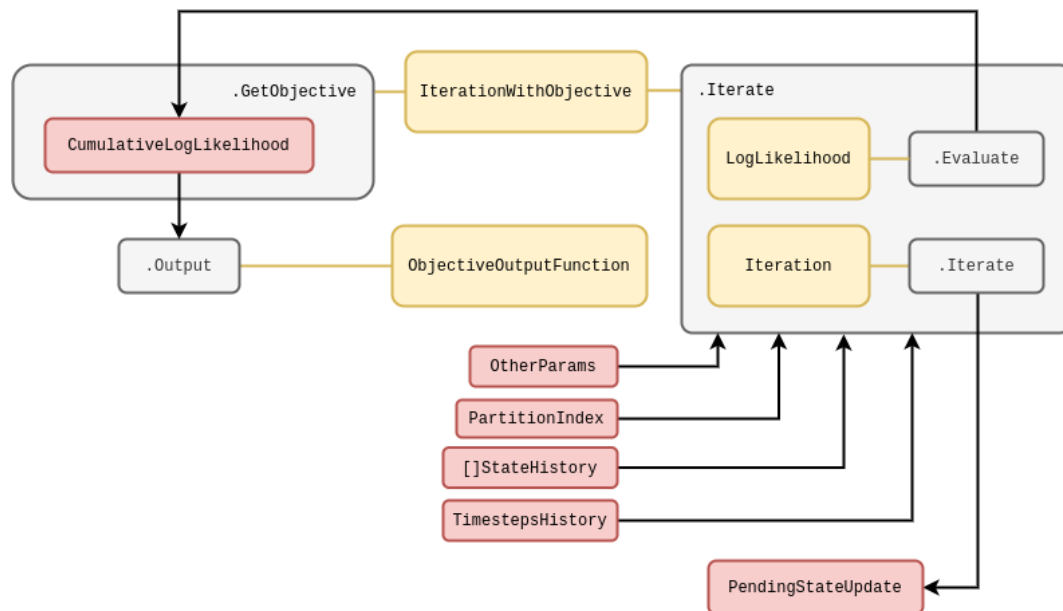 .GetObjective
IterationWithObjective
.Iterate
CumulativeLogLikelihood
LogLikelihood
.Evaluate
.Output
ObjectiveOutputFunction
Iteration
.Iterate
OtherParams
PartitionIndex
[]StateHistory
TimestepsHistory
PendingStateUpdate